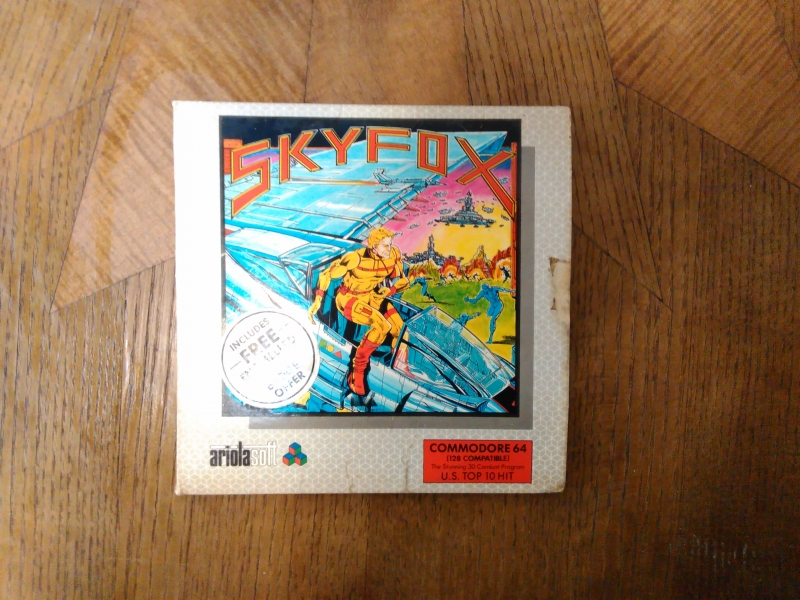 SKYFOX
INCLUDES
FREE
OFFER
ariolasoft
COMMODORE 64
(128 COMPATIBLE)
The Stunning 3D Combat Program
U.S. TOP 10 HIT